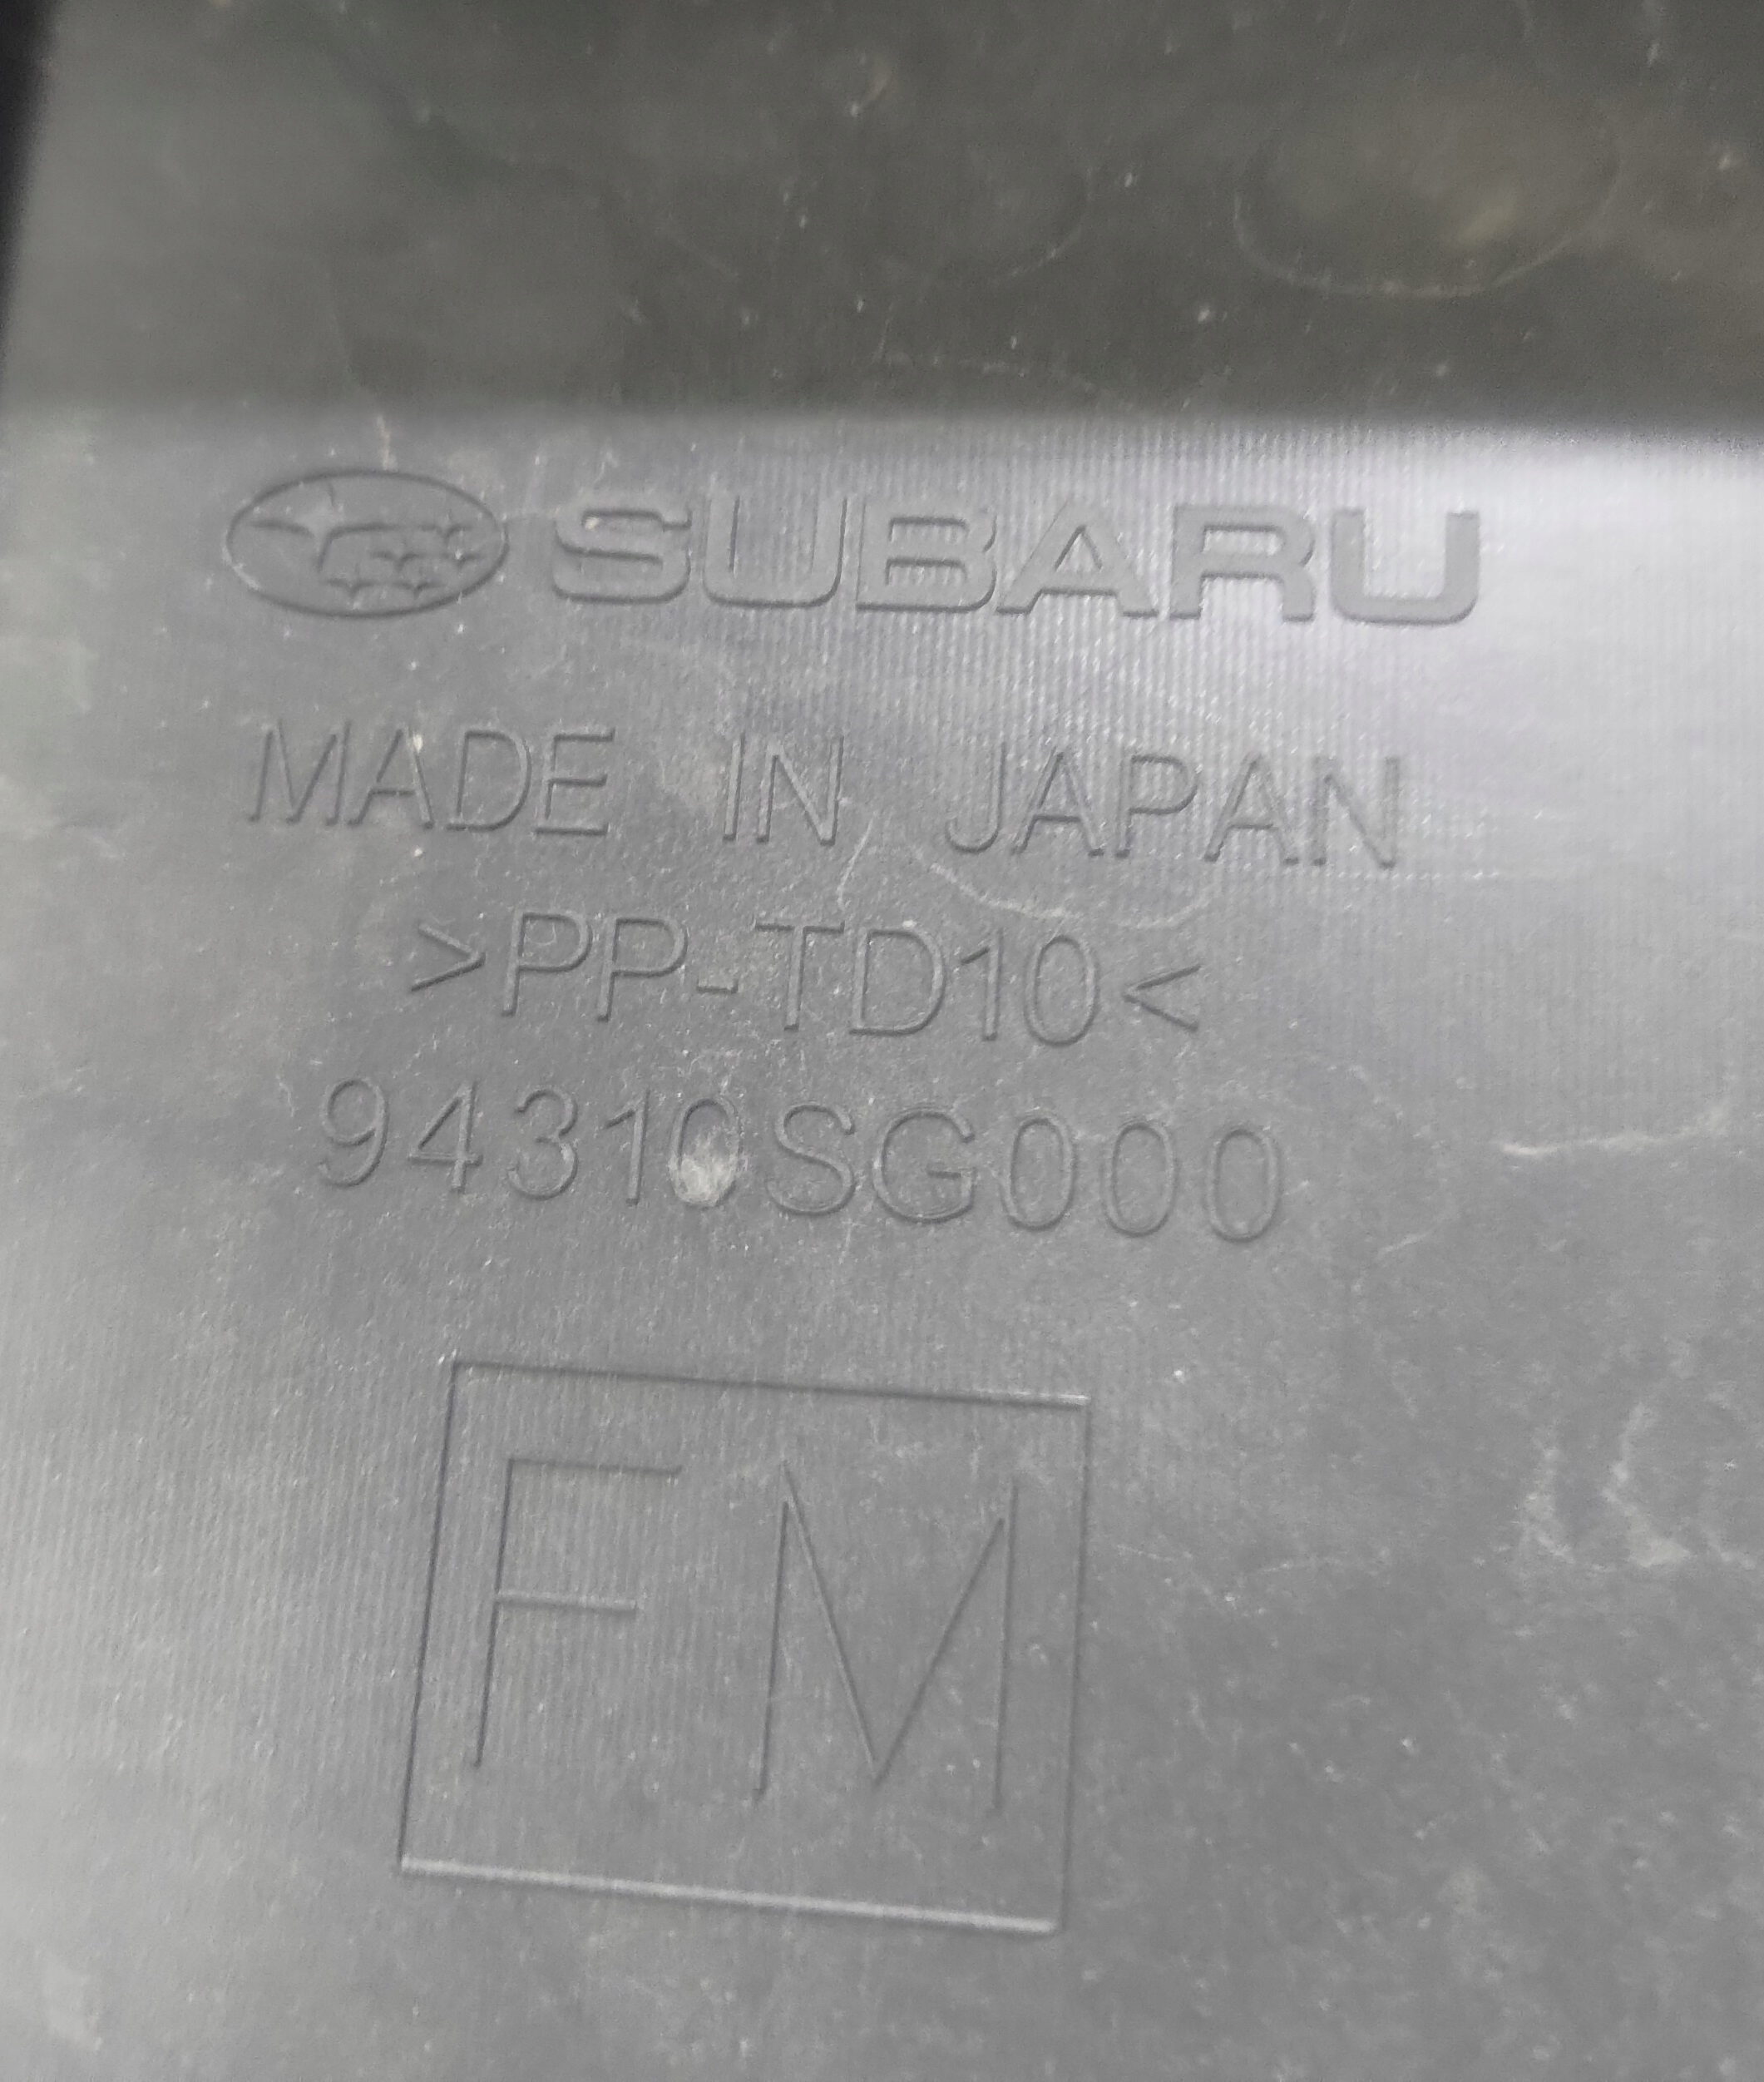 SUBARU
MADE IN JAPAN
>PP-TD10<
94310SG000
FM